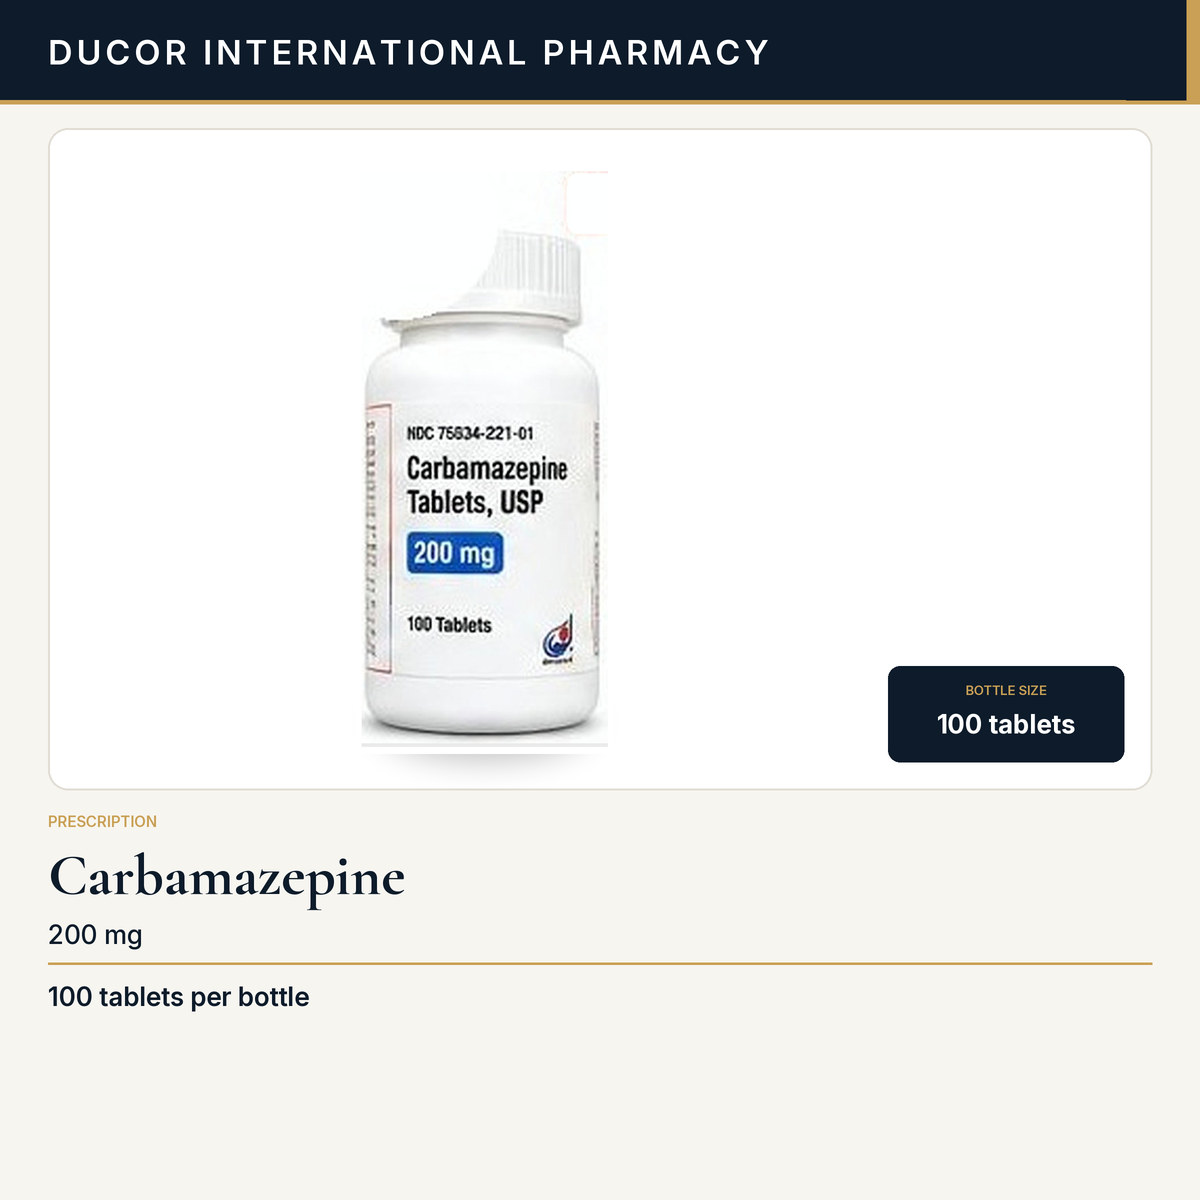 DUCOR INTERNATIONAL PHARMACY
NDC 75834-221-01
Carbamazepine
Tablets, USP
200 mg
100 Tablets
BOTTLE SIZE
100 tablets
PRESCRIPTION
Carbamazepine
200 mg
100 tablets per bottle